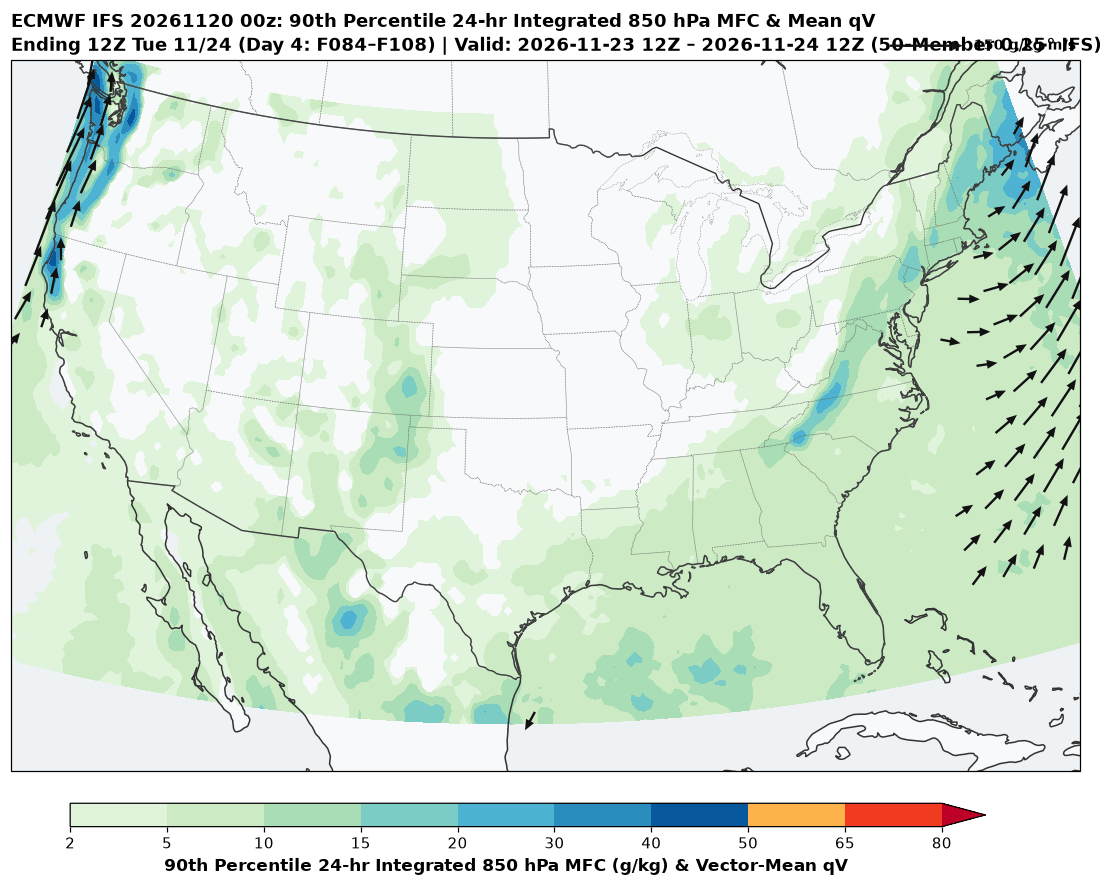 ECMWF IFS 20261120 00z: 90th Percentile 24-hr Integrated 850 hPa MFC & Mean qV
Ending 12Z Tue 11/24 (Day 4: F084–F108) | Valid: 2026-11-23 12Z – 2026-11-24 12Z (50-Member 0.25° IFS)
150 g/kg m/s
2 5 10 15 20 30 40 50 65 80
90th Percentile 24-hr Integrated 850 hPa MFC (g/kg) & Vector-Mean qV